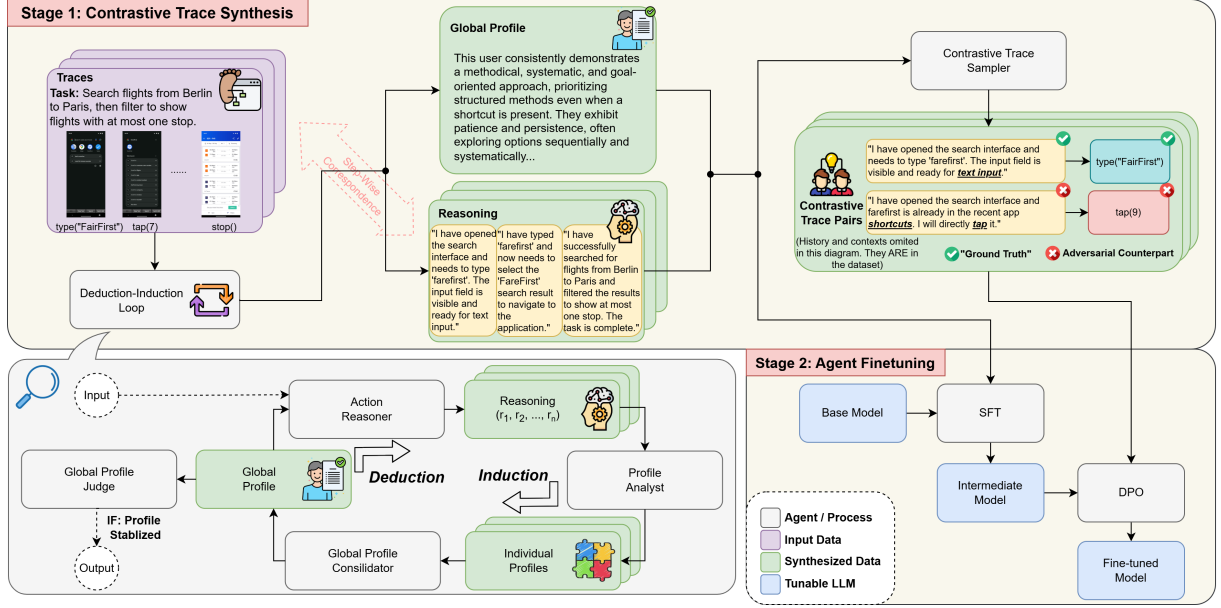 Stage 1: Contrastive Trace Synthesis
Traces
Task: Search flights from Berlin
to Paris, then filter to show
flights with at most one stop.
......
type("FairFirst") tap(7) stop()
Deduction-Induction
Loop
Step-Wise
Correspondence
Global Profile
This user consistently demonstrates
a methodical, systematic, and goal-
oriented approach, prioritizing
structured methods even when a
shortcut is present. They exhibit
patience and persistence, often
exploring options sequentially and
systematically...
Reasoning
"I have opened
the search
interface and
needs to type
'farefirst'. The
input field is
visible and
ready for text
input."
"I have typed
'farefirst' and
now needs to
select the
'FareFirst'
search result
to navigate to
the
application."
"I have
successfully
searched for
flights from Berlin
to Paris and
filtered the results
to show at most
one stop. The
task is complete."
Contrastive Trace
Sampler
Contrastive
Trace Pairs
"I have opened the search interface and
needs to type 'farefirst'. The input field is
visible and ready for text input."
type("FairFirst")
"I have opened the search interface and
farefirst is already in the recent app
shortcuts. I will directly tap it."
tap(9)
(History and contexts omited
in this diagram. They ARE in
the dataset)
"Ground Truth"
Adversarial Counterpart
Input
Action
Reasoner
Reasoning
(r1, r2, ..., rn)
Global Profile
Judge
Global
Profile
Deduction
Induction
Profile
Analyst
IF: Profile
Stablized
Output
Global Profile
Consilidator
Individual
Profiles
Stage 2: Agent Finetuning
Base Model
SFT
Intermediate
Model
DPO
Fine-tuned
Model
Agent / Process
Input Data
Synthesized Data
Tunable LLM